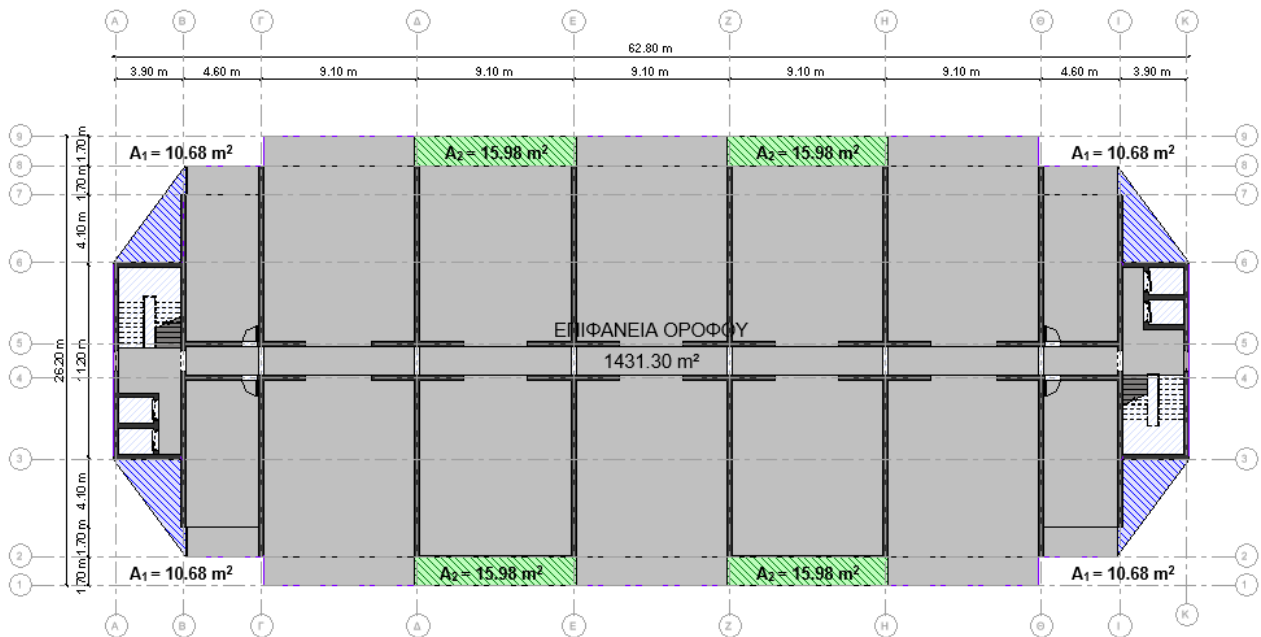 Α Β Γ Δ Ε Ζ Η Θ Ι Κ
62.80 m
3.90 m 4.60 m 9.10 m 9.10 m 9.10 m 9.10 m 9.10 m 4.60 m 3.90 m
9 9
1.70 m A₁ = 10.68 m² A₂ = 15.98 m² A₂ = 15.98 m² A₁ = 10.68 m²
8 8
1.70 m
7 7
4.10 m
6 6
ΕΠΙΦΑΝΕΙΑ ΟΡΟΦΟΥ
5 5
26.20 m 11.20 m 1431.30 m²
4 4
3 3
4.10 m
1.70 m
2 2
1.70 m A₁ = 10.68 m² A₂ = 15.98 m² A₂ = 15.98 m² A₁ = 10.68 m²
1 1
Α Β Γ Δ Ε Ζ Η Θ Ι Κ